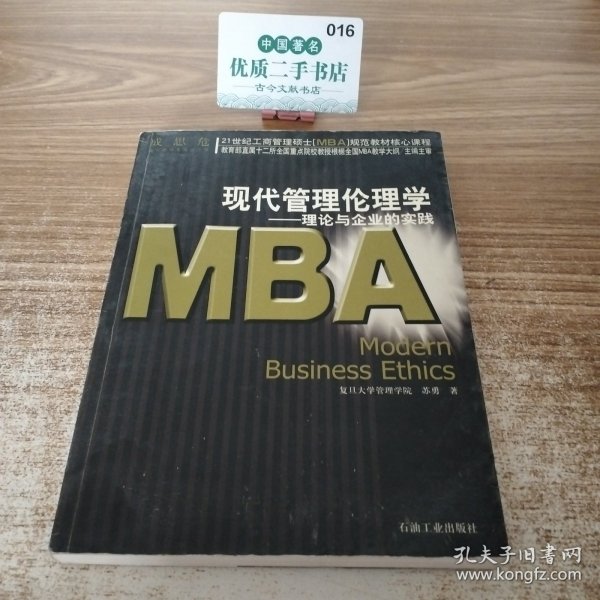 016
中国著名
优质二手书店
古今文献书店
成思危
21世纪工商管理硕士[MBA]规范教材核心课程
教育部直属十二所全国重点院校教授根据全国MBA教学大纲 主编主审
现代管理伦理学
——理论与企业的实践
MBA
Modern
Business Ethics
复旦大学管理学院 苏勇 著
石油工业出版社
孔夫子旧书网
www.kongfz.com